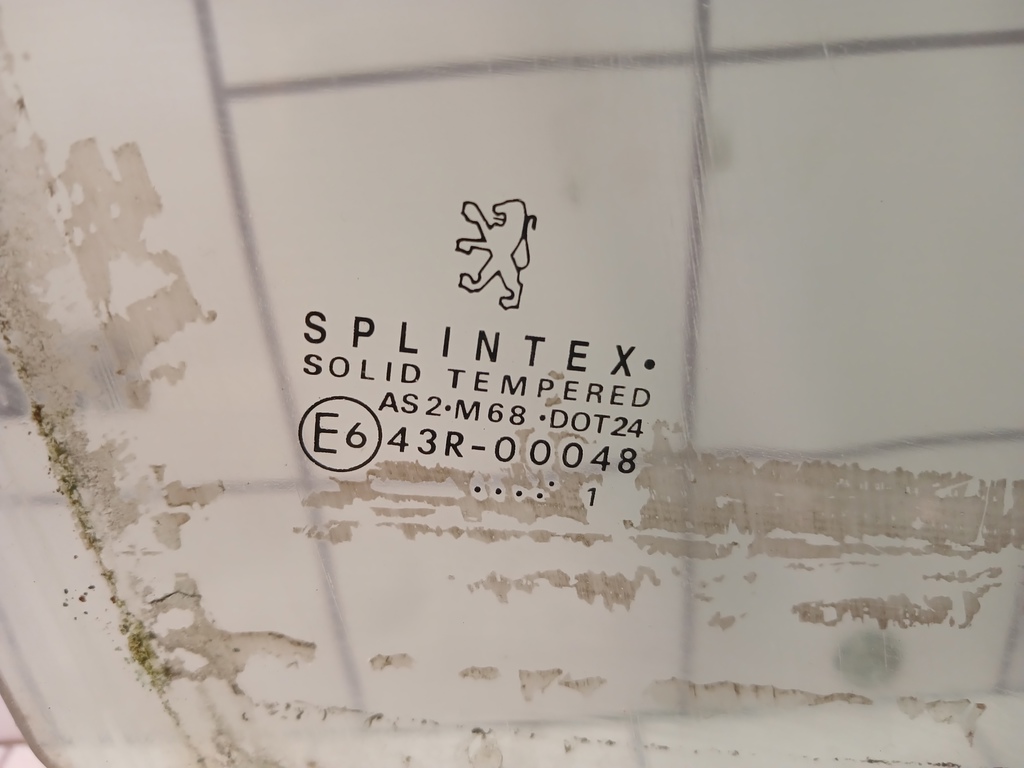 SPLINTEX•
SOLID TEMPERED
AS2•M68 •DOT24
E6 43R-00048
..... 1